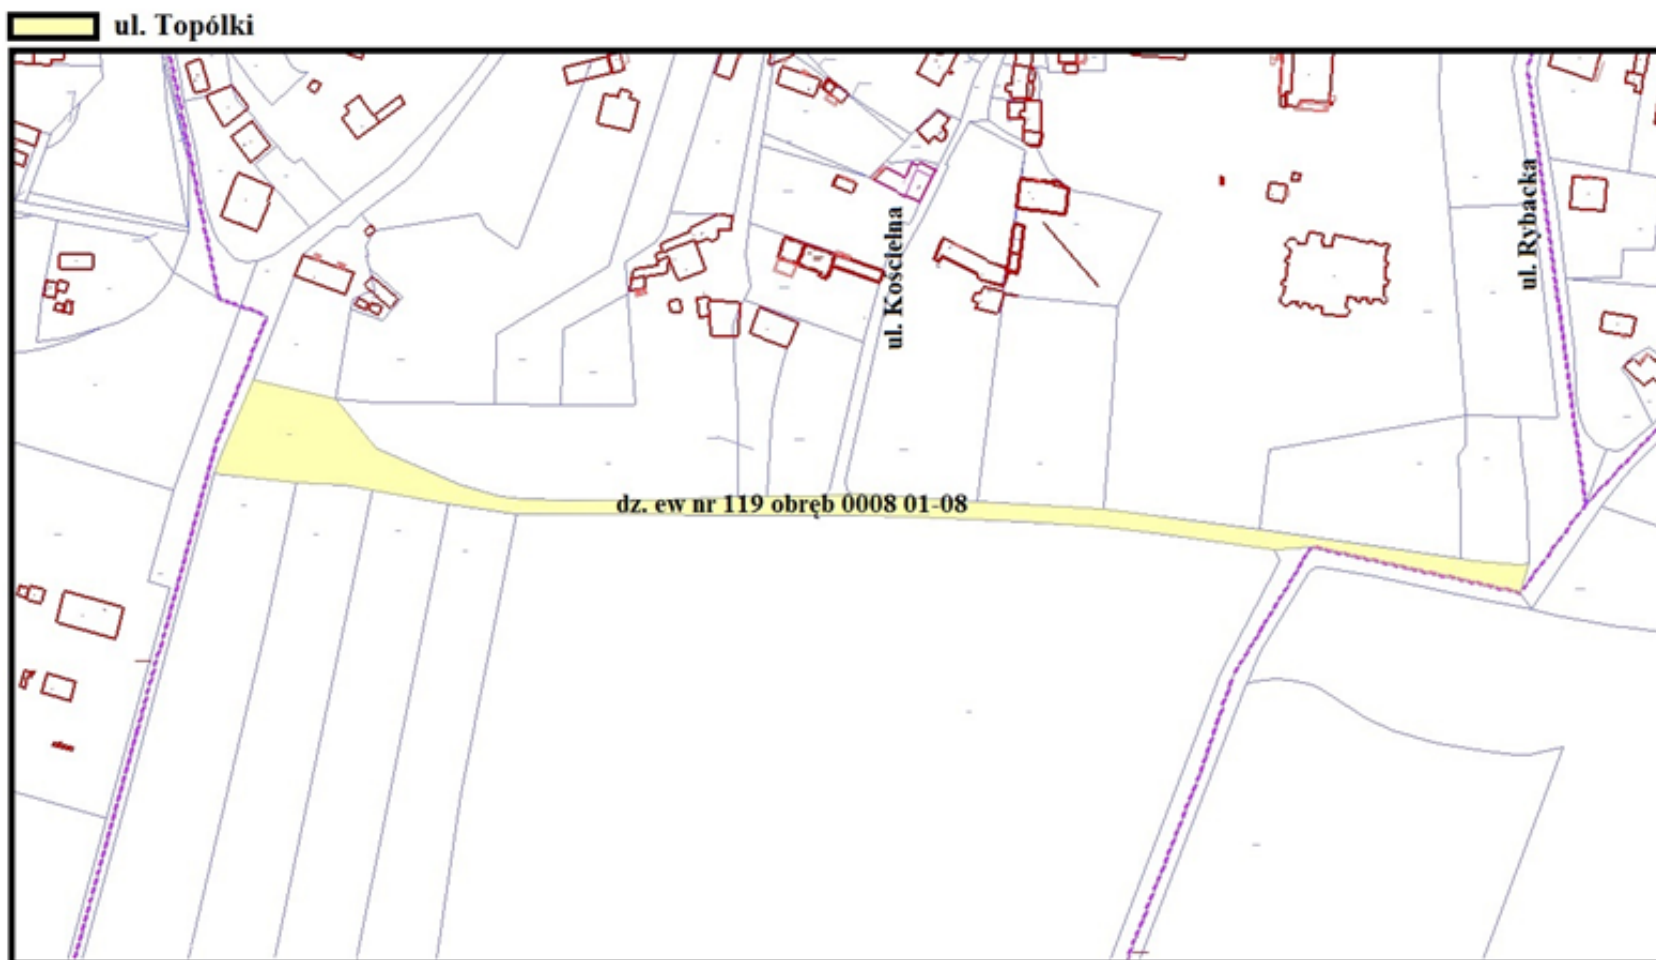 ul. Topólki
ul. Kościelna
ul. Rybacka
dz. ew nr 119 obręb 0008 01-08